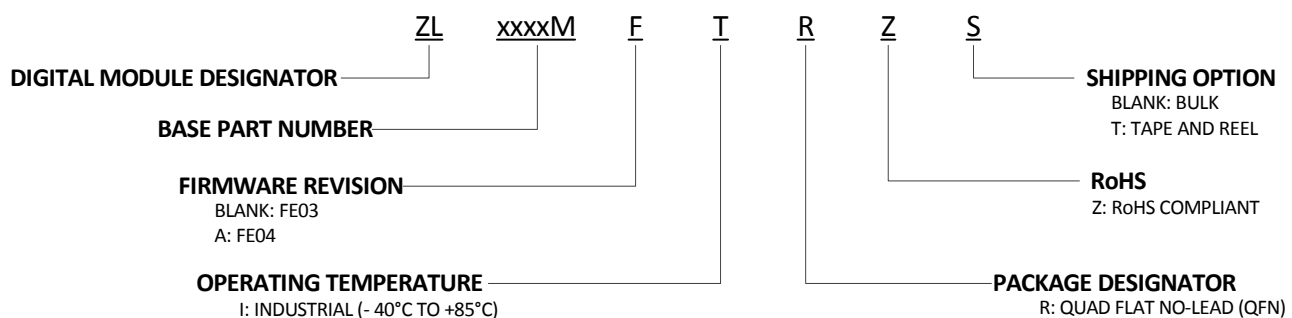 ZL xxxxM F T R Z S
DIGITAL MODULE DESIGNATOR
BASE PART NUMBER
FIRMWARE REVISION
BLANK: FE03
A: FE04
OPERATING TEMPERATURE
I: INDUSTRIAL (- 40°C TO +85°C)
SHIPPING OPTION
BLANK: BULK
T: TAPE AND REEL
RoHS
Z: RoHS COMPLIANT
PACKAGE DESIGNATOR
R: QUAD FLAT NO-LEAD (QFN)